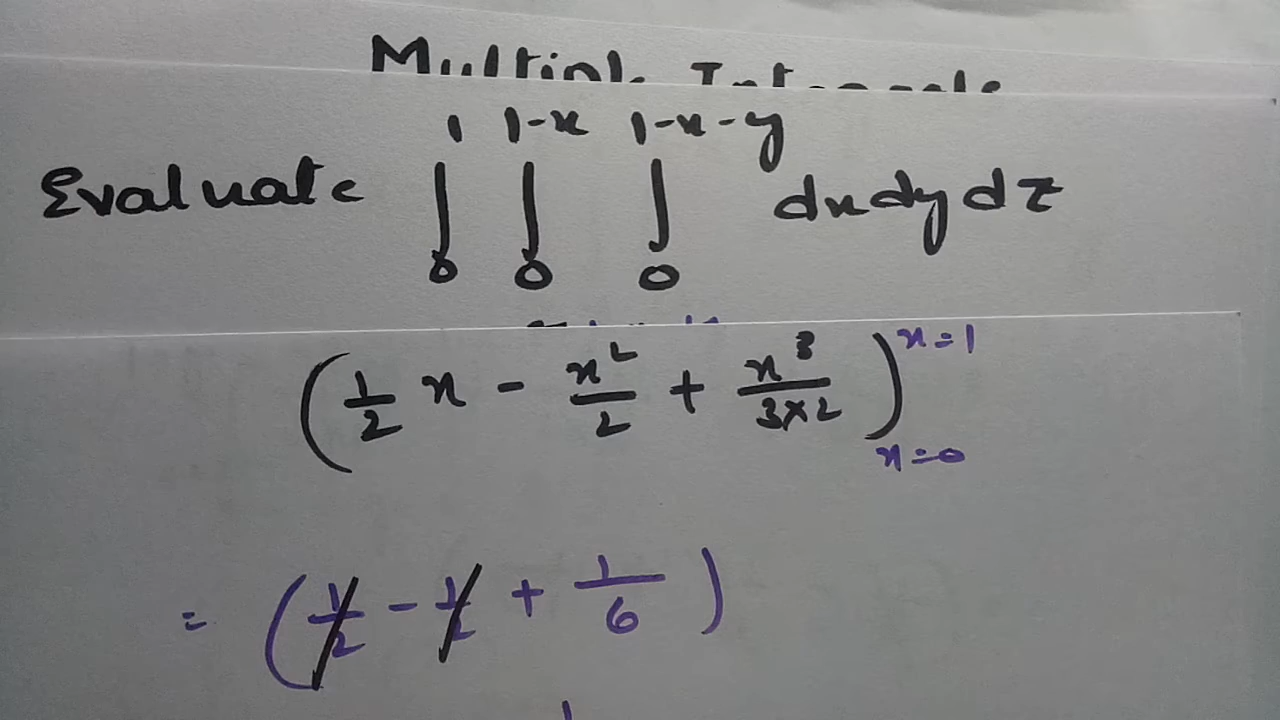 Evaluate ∫₀¹ ∫₀^(1-x) ∫₀^(1-x-y) dx dy dz
(1/2 x - x²/2 + x³/(3×2)) x=1 x=0
= (1/2 - 1/2 + 1/6)